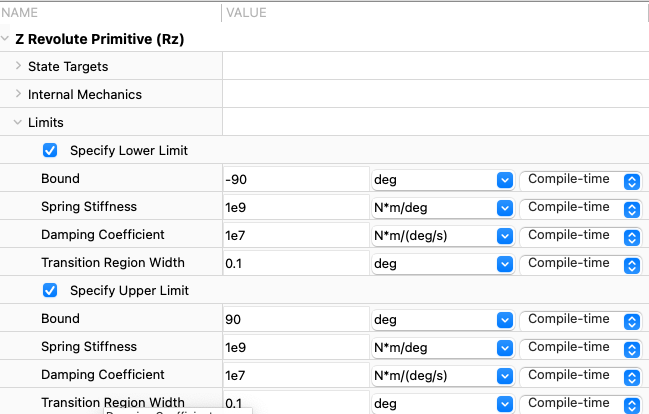 NAME VALUE
Z Revolute Primitive (Rz)
State Targets
Internal Mechanics
Limits
Specify Lower Limit
Bound -90 deg Compile-time
Spring Stiffness 1e9 N*m/deg Compile-time
Damping Coefficient 1e7 N*m/(deg/s) Compile-time
Transition Region Width 0.1 deg Compile-time
Specify Upper Limit
Bound 90 deg Compile-time
Spring Stiffness 1e9 N*m/deg Compile-time
Damping Coefficient 1e7 N*m/(deg/s) Compile-time
Transition Region Width 0.1 deg Compile-time